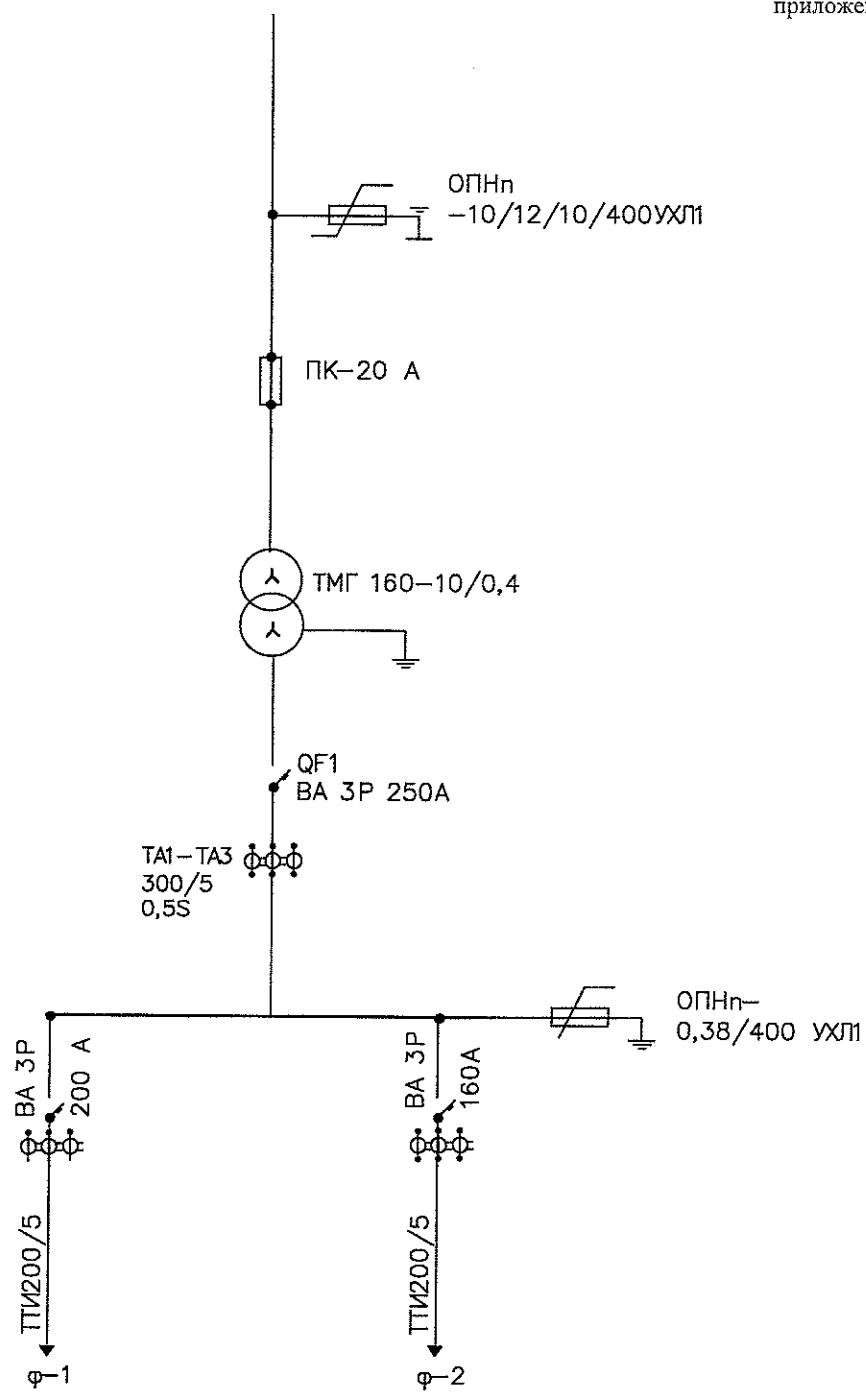 приложе
ОПНп
-10/12/10/400УХЛ1
ПК-20 А
ТМГ 160-10/0,4
QF1
ВА 3Р 250А
ТА1-ТА3
300/5
0,5S
ОПНп-
0,38/400 УХЛ1
ВА 3Р
200 А
ВА 3Р
160А
ТТИ200/5
ТТИ200/5
φ-1
φ-2